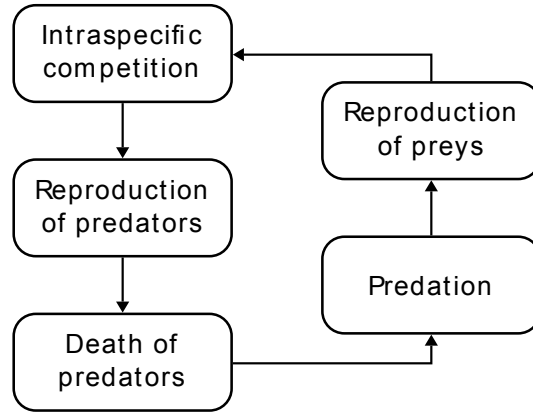 Intraspecific
competition
Reproduction
of predators
Death of
predators
Predation
Reproduction
of preys